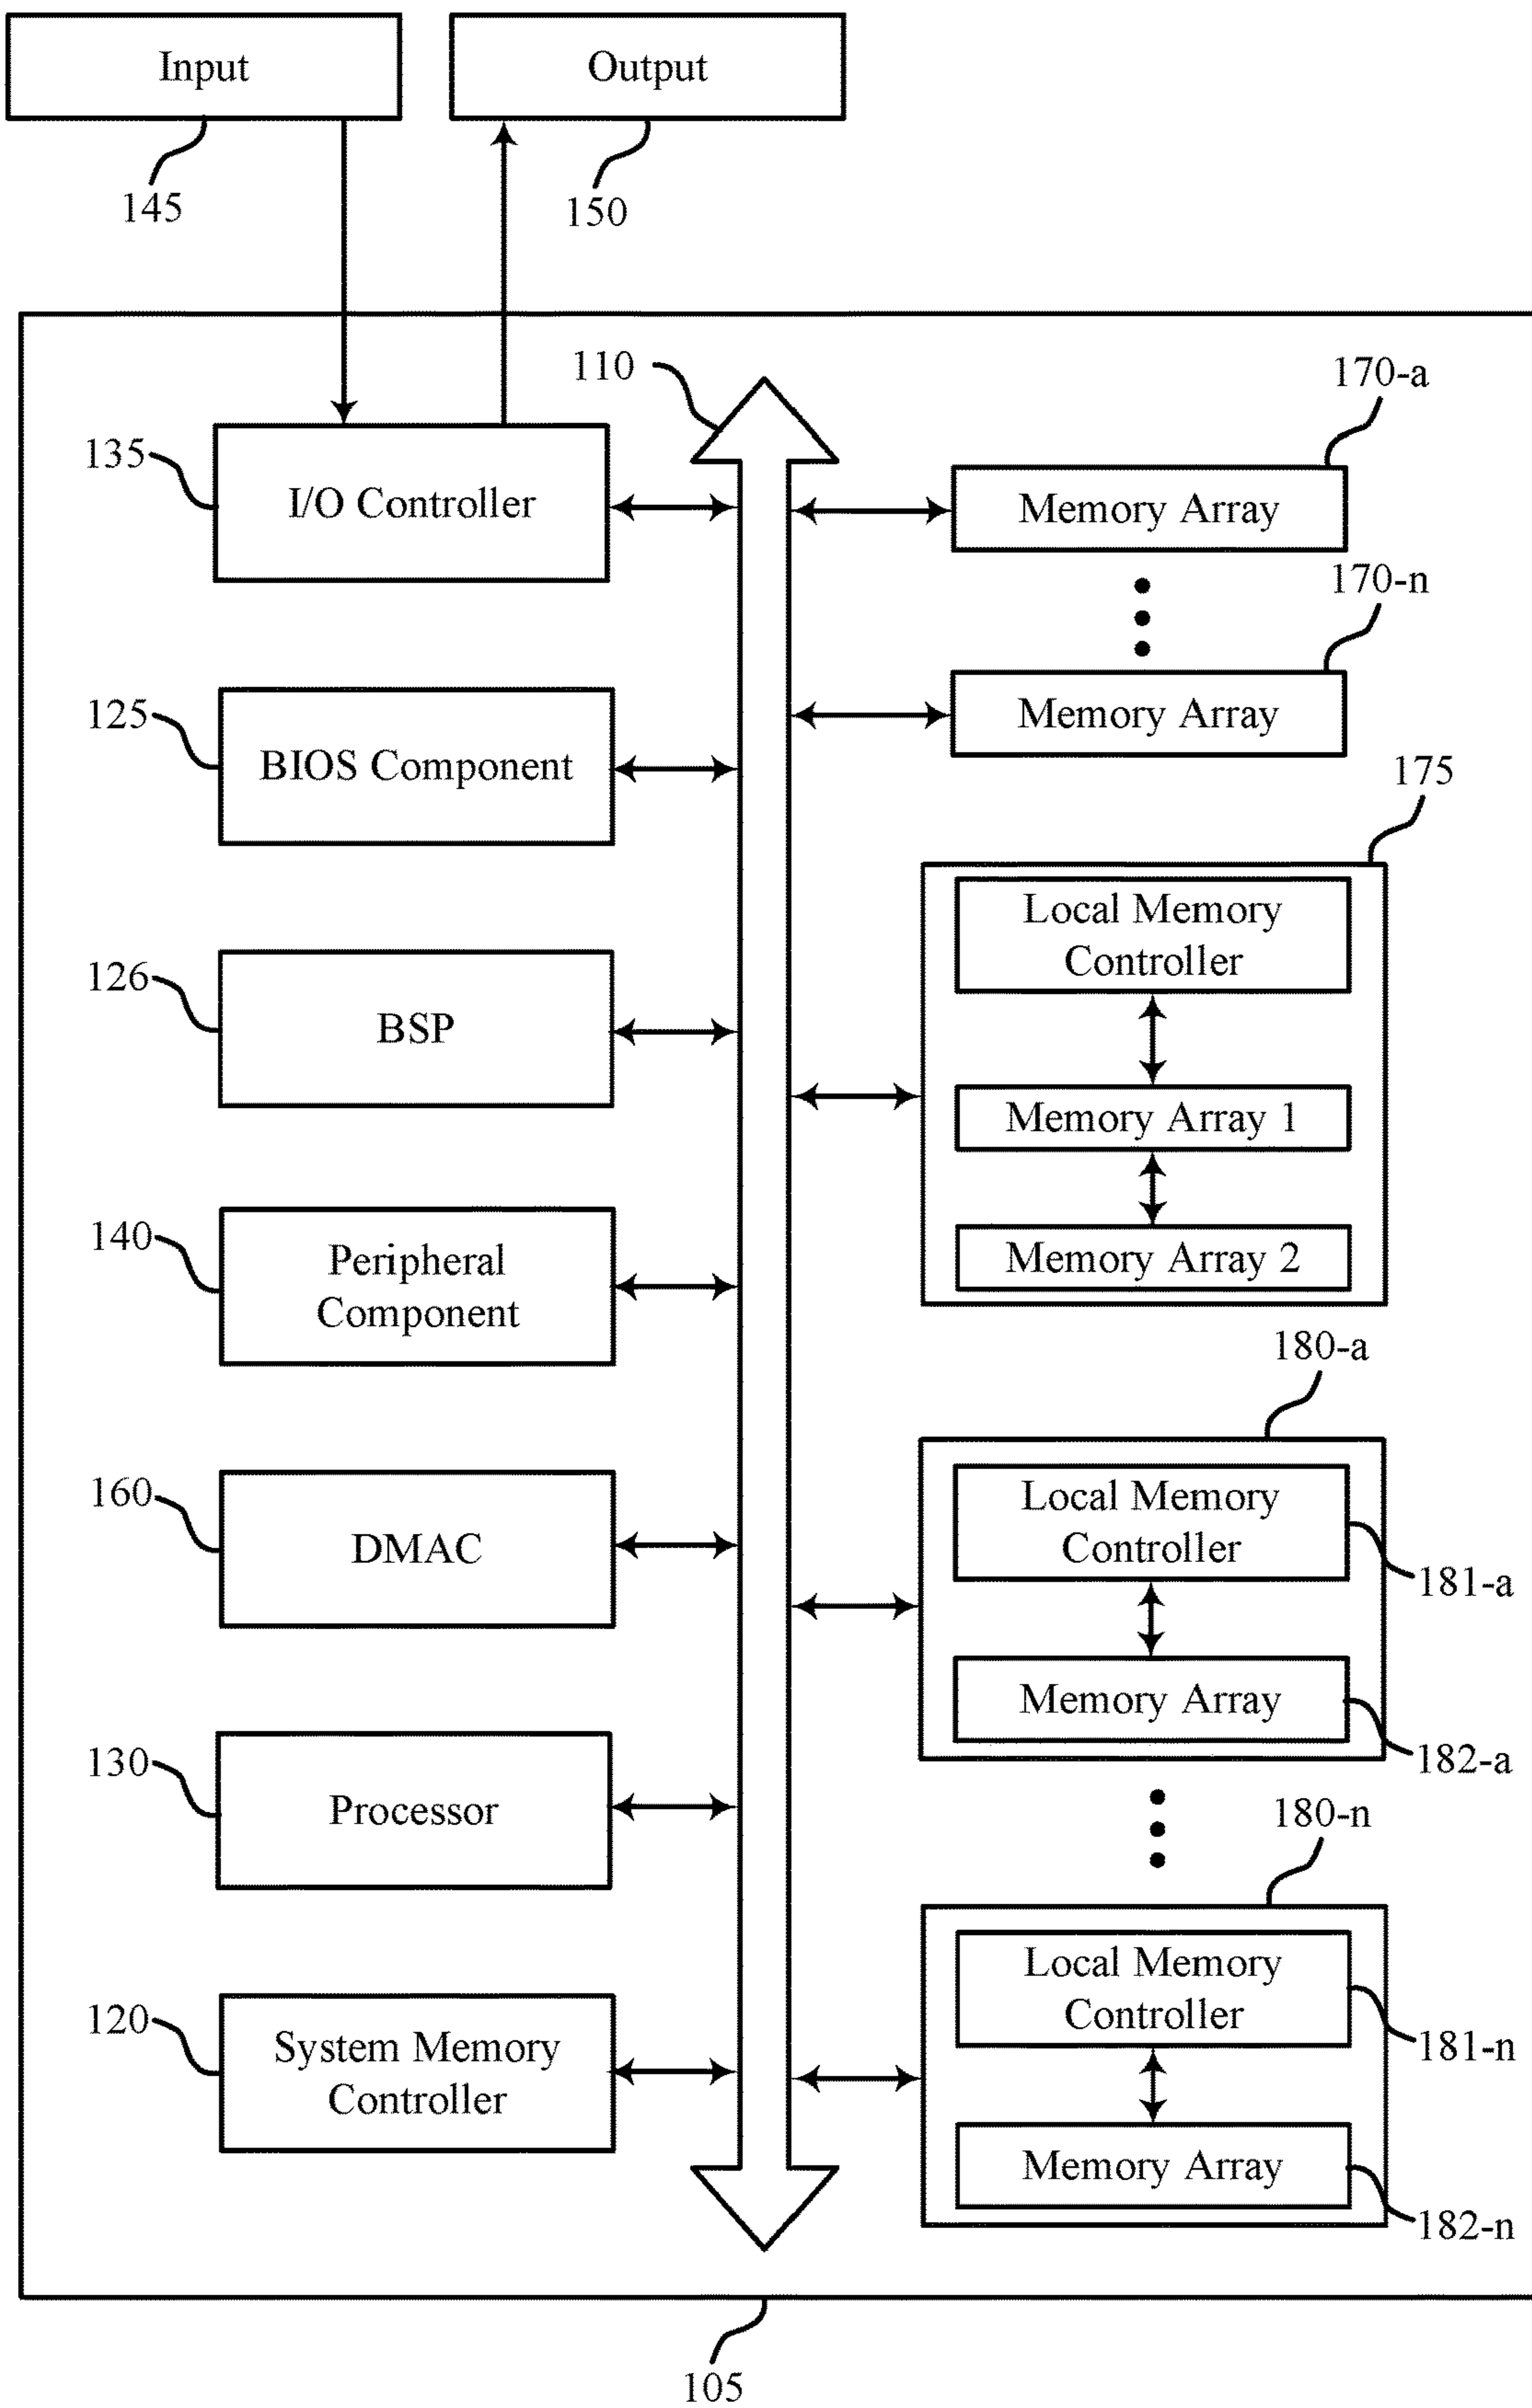 Input
Output
145
150
110
170-a
135
I/O Controller
Memory Array
170-n
125
BIOS Component
Memory Array
175
126
BSP
Local Memory
Controller
Memory Array 1
Memory Array 2
140
Peripheral
Component
180-a
160
DMAC
Local Memory
Controller
181-a
Memory Array
182-a
130
Processor
180-n
120
System Memory
Controller
Local Memory
Controller
181-n
Memory Array
182-n
105